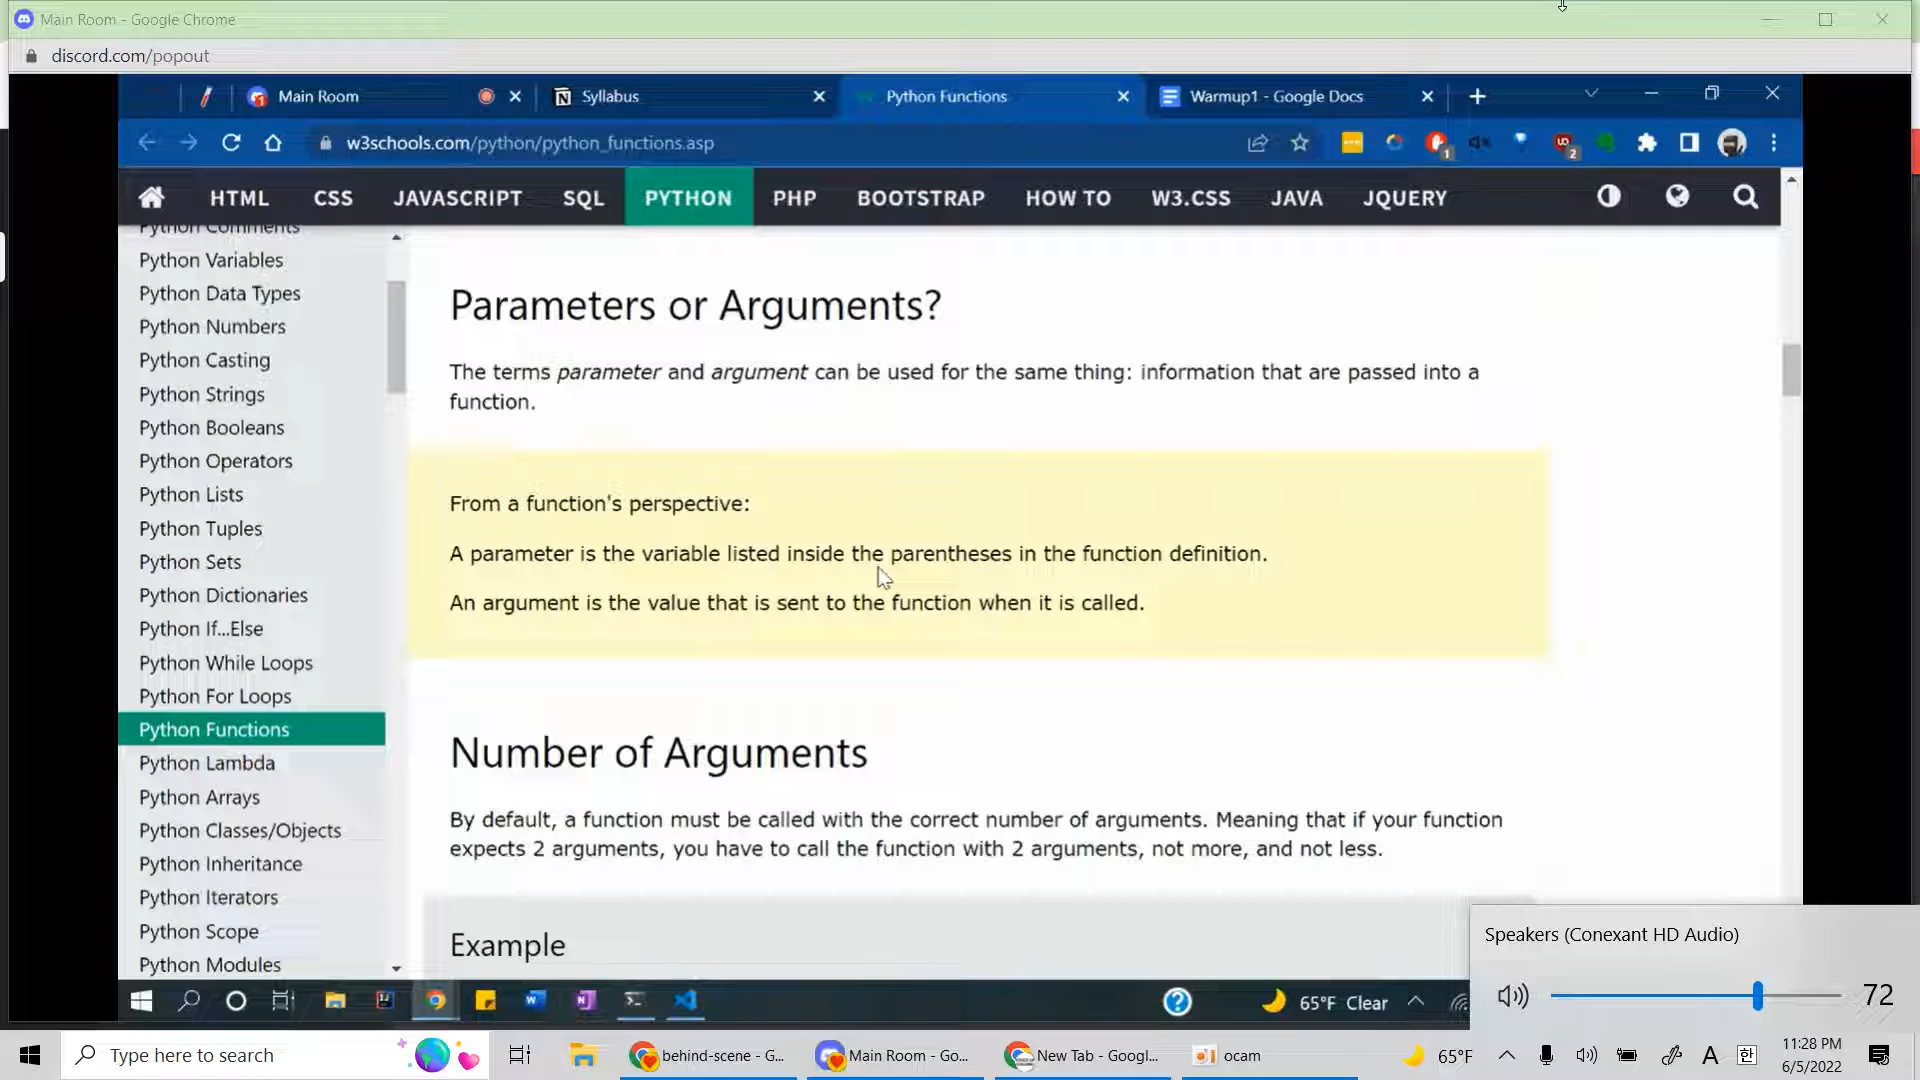 Main Room - Google Chrome
discord.com/popout
Main Room
Syllabus
Python Functions
Warmup1 - Google Docs
w3schools.com/python/python_functions.asp
HTML
CSS
JAVASCRIPT
SQL
PYTHON
PHP
BOOTSTRAP
HOW TO
W3.CSS
JAVA
JQUERY
Python Comments
Python Variables
Python Data Types
Python Numbers
Python Casting
Python Strings
Python Booleans
Python Operators
Python Lists
Python Tuples
Python Sets
Python Dictionaries
Python If...Else
Python While Loops
Python For Loops
Python Functions
Python Lambda
Python Arrays
Python Classes/Objects
Python Inheritance
Python Iterators
Python Scope
Python Modules
Parameters or Arguments?
The terms parameter and argument can be used for the same thing: information that are passed into a
function.
From a function's perspective:
A parameter is the variable listed inside the parentheses in the function definition.
An argument is the value that is sent to the function when it is called.
Number of Arguments
By default, a function must be called with the correct number of arguments. Meaning that if your function
expects 2 arguments, you have to call the function with 2 arguments, not more, and not less.
Example
Speakers (Conexant HD Audio)
72
65°F Clear
Type here to search
behind-scene - G...
Main Room - Go...
New Tab - Googl...
ocam
65°F
A
한
11:28 PM
6/5/2022